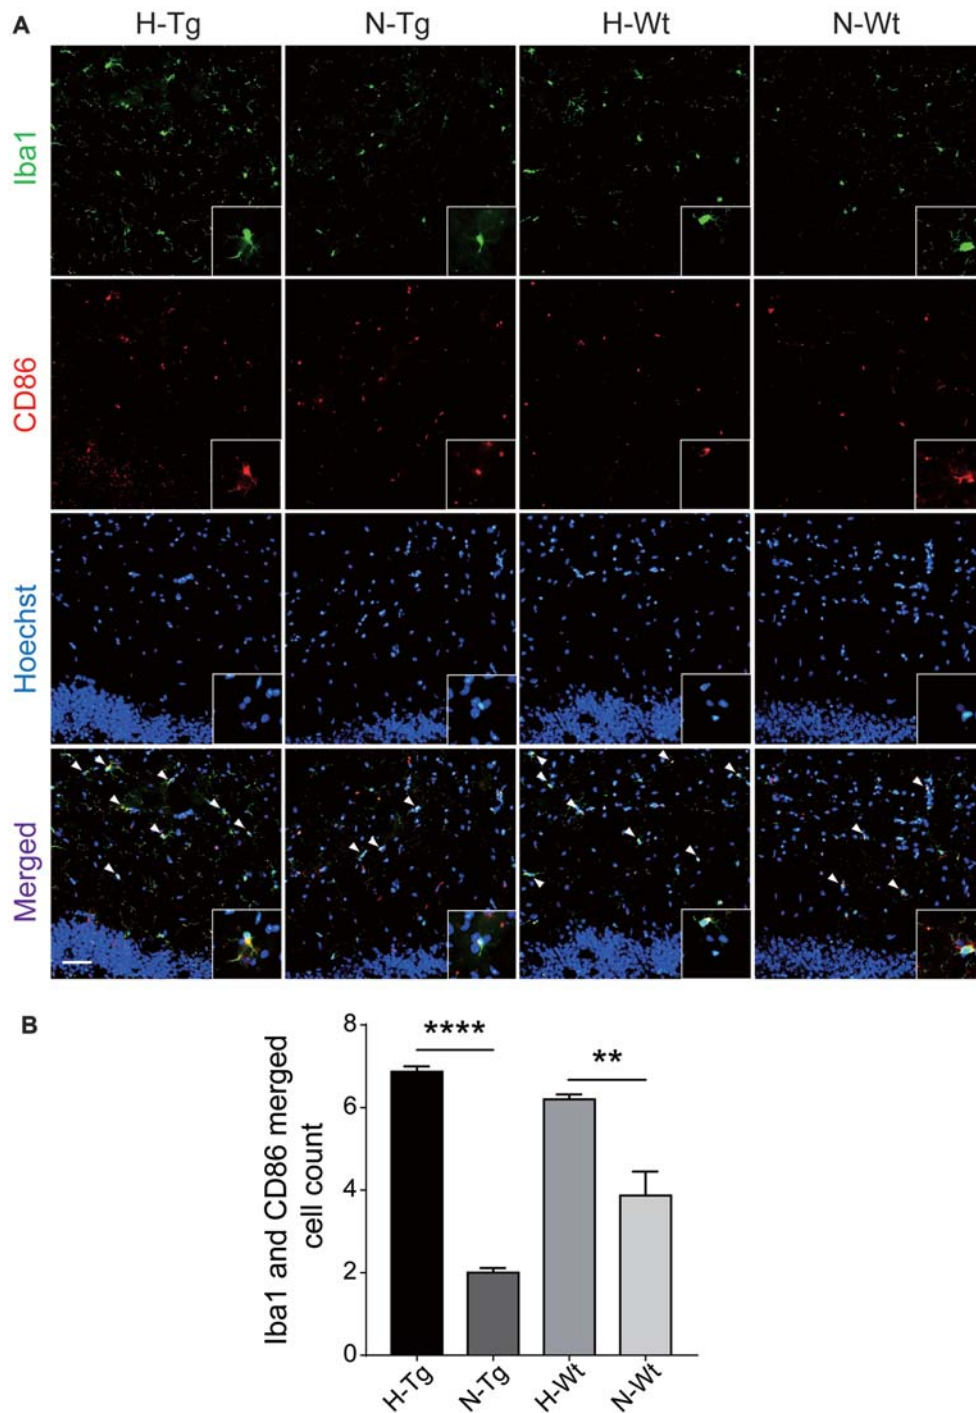 A
H-Tg N-Tg H-Wt N-Wt
Iba1
CD86
Hoechst
Merged
B
Iba1 and CD86 merged
cell count
8
6
4
2
0
****
**
H-Tg N-Tg H-Wt N-Wt